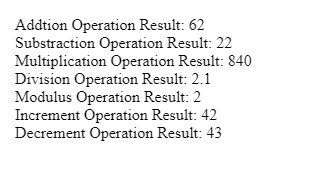 Addtion Operation Result: 62
Substraction Operation Result: 22
Multiplication Operation Result: 840
Division Operation Result: 2.1
Modulus Operation Result: 2
Increment Operation Result: 42
Decrement Operation Result: 43